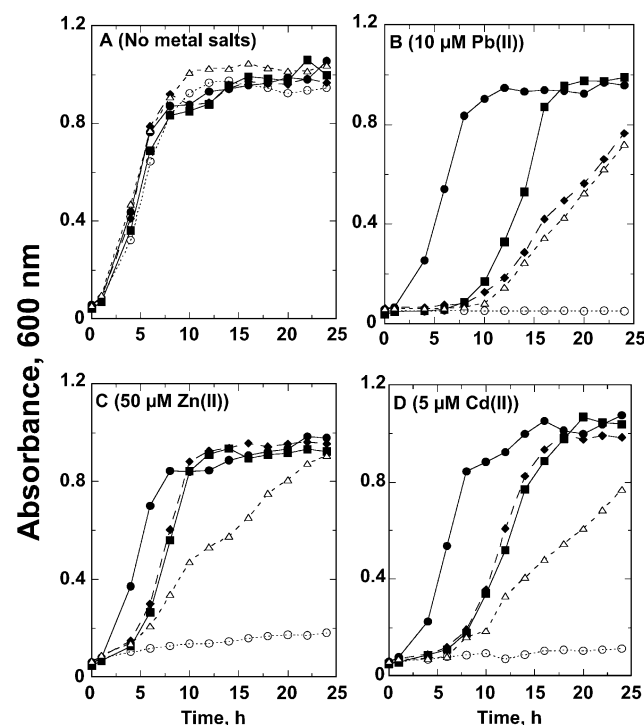 A (No metal salts)
B (10 µM Pb(II))
1.2
0.8
0.4
0
0 5 10 15 20 25
1.2
0.8
0.4
0
0 5 10 15 20 25
C (50 µM Zn(II))
D (5 µM Cd(II))
1.2
0.8
0.4
0
0 5 10 15 20 25
1.2
0.8
0.4
0
0 5 10 15 20 25
Absorbance, 600 nm
Time, h
Time, h